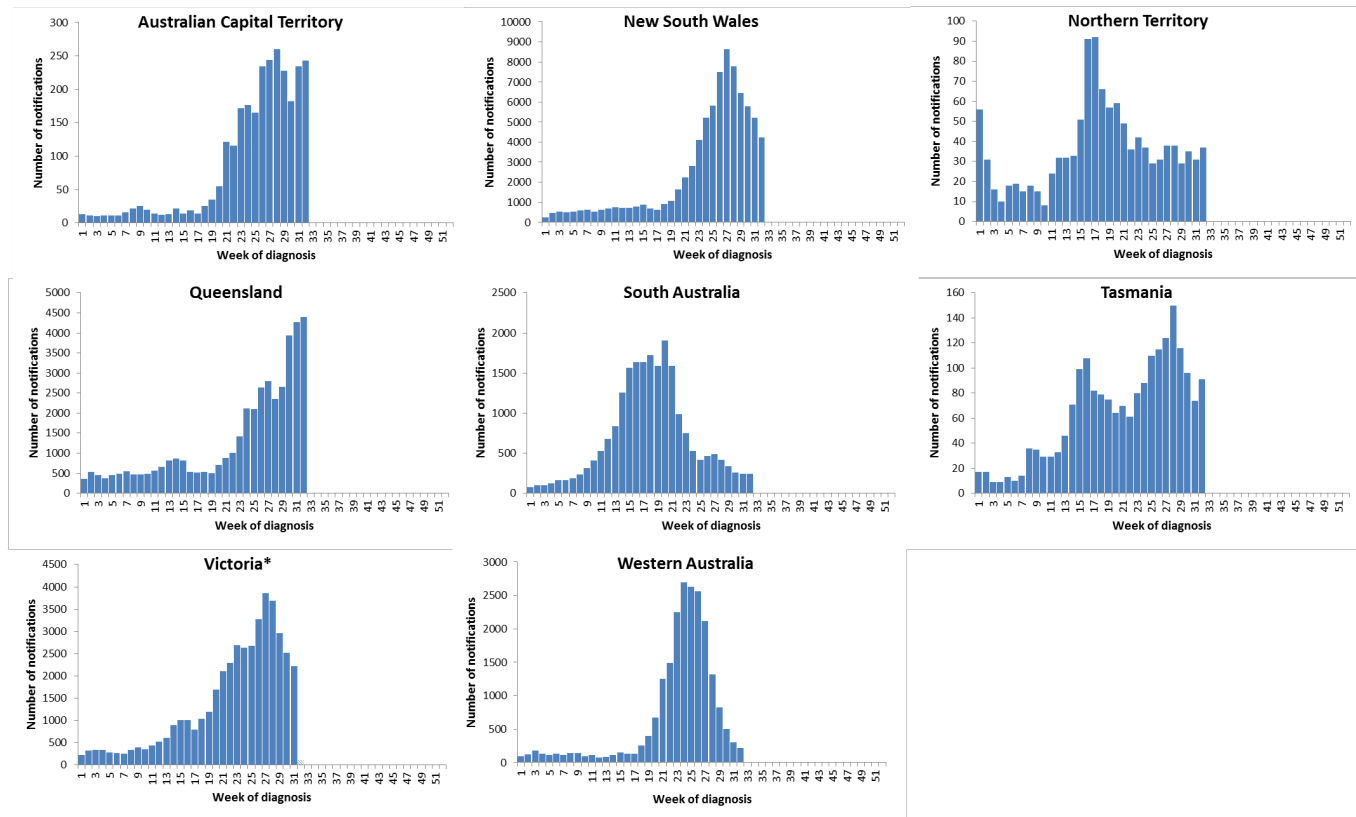 Australian Capital Territory
Number of notifications
300
250
200
150
100
50
0
1 3 5 7 9 11 13 15 17 19 21 23 25 27 29 31 33 35 37 39 41 43 45 47 49 51
Week of diagnosis
New South Wales
Number of notifications
10000
9000
8000
7000
6000
5000
4000
3000
2000
1000
0
1 3 5 7 9 11 13 15 17 19 21 23 25 27 29 31 33 35 37 39 41 43 45 47 49 51
Week of diagnosis
Northern Territory
Number of notifications
100
90
80
70
60
50
40
30
20
10
0
1 3 5 7 9 11 13 15 17 19 21 23 25 27 29 31 33 35 37 39 41 43 45 47 49 51
Week of diagnosis
Queensland
Number of notifications
5000
4500
4000
3500
3000
2500
2000
1500
1000
500
0
1 3 5 7 9 11 13 15 17 19 21 23 25 27 29 31 33 35 37 39 41 43 45 47 49 51
Week of diagnosis
South Australia
Number of notifications
2500
2000
1500
1000
500
0
1 3 5 7 9 11 13 15 17 19 21 23 25 27 29 31 33 35 37 39 41 43 45 47 49 51
Week of diagnosis
Tasmania
Number of notifications
160
140
120
100
80
60
40
20
0
1 3 5 7 9 11 13 15 17 19 21 23 25 27 29 31 33 35 37 39 41 43 45 47 49 51
Week of diagnosis
Victoria*
Number of notifications
4500
4000
3500
3000
2500
2000
1500
1000
500
0
1 3 5 7 9 11 13 15 17 19 21 23 25 27 29 31 33 35 37 39 41 43 45 47 49 51
Week of diagnosis
Western Australia
Number of notifications
3000
2500
2000
1500
1000
500
0
1 3 5 7 9 11 13 15 17 19 21 23 25 27 29 31 33 35 37 39 41 43 45 47 49 51
Week of diagnosis